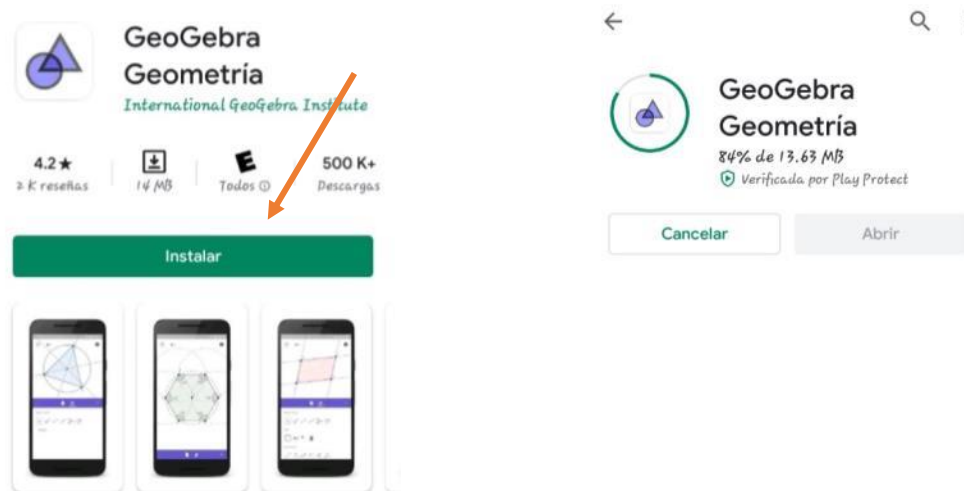 GeoGebra
Geometría
International GeoGebra Institute
4.2★ 14 MB E 500 K+
2 K reseñas Todos Descargas
Instalar
GeoGebra
Geometría
84% de 13.63 MB
Verificada por Play Protect
Cancelar Abrir